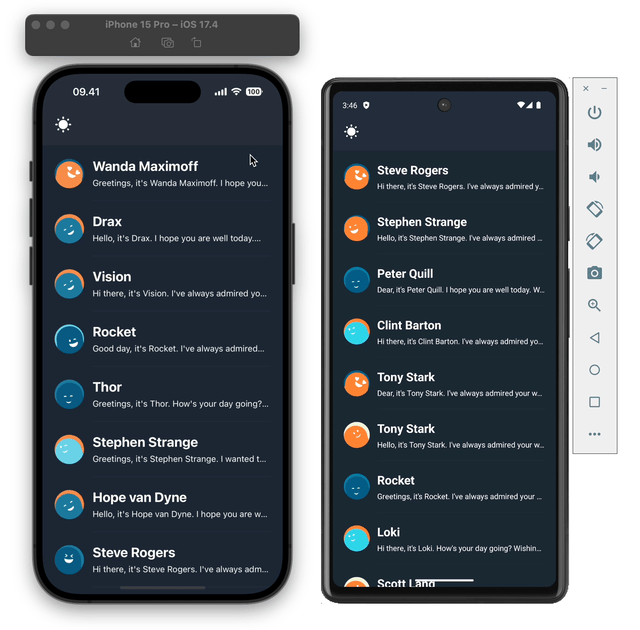 iPhone 15 Pro – iOS 17.4
09.41
100
Wanda Maximoff
Greetings, it's Wanda Maximoff. I hope you...
Drax
Hello, it's Drax. I hope you are well today....
Vision
Hi there, it's Vision. I've always admired yo...
Rocket
Good day, it's Rocket. I've always admired...
Thor
Greetings, it's Thor. How's your day going?...
Stephen Strange
Greetings, it's Stephen Strange. I wanted t...
Hope van Dyne
Hello, it's Hope van Dyne. I hope you are w...
Steve Rogers
Hi there, it's Steve Rogers. I've always adm...
3:46
Steve Rogers
Hi there, it's Steve Rogers. I've always admired y...
Stephen Strange
Hello, it's Stephen Strange. I've always admired ...
Peter Quill
Dear, it's Peter Quill. I hope you are well today. W...
Clint Barton
Hi there, it's Clint Barton. I've always admired yo...
Tony Stark
Dear, it's Tony Stark. I've always admired your w...
Tony Stark
Hello, it's Tony Stark. I've always admired your w...
Rocket
Greetings, it's Rocket. I've always admired your ...
Loki
Hi there, it's Loki. How's your day going? Wishin...
Scott Lang